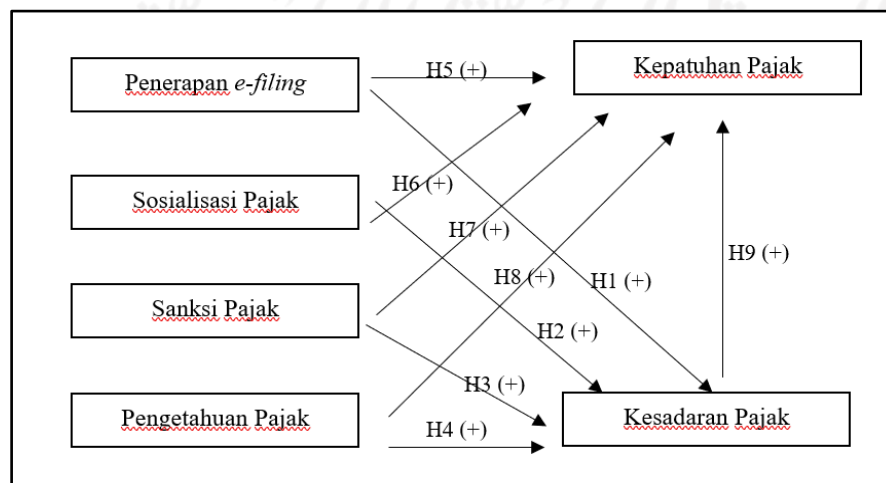 Penerapan e-filing
H5 (+)
Kepatuhan Pajak
Sosialisasi Pajak
H6 (+)
H7 (+)
H9 (+)
H8 (+)
H1 (+)
Sanksi Pajak
H2 (+)
H3 (+)
Pengetahuan Pajak
H4 (+)
Kesadaran Pajak